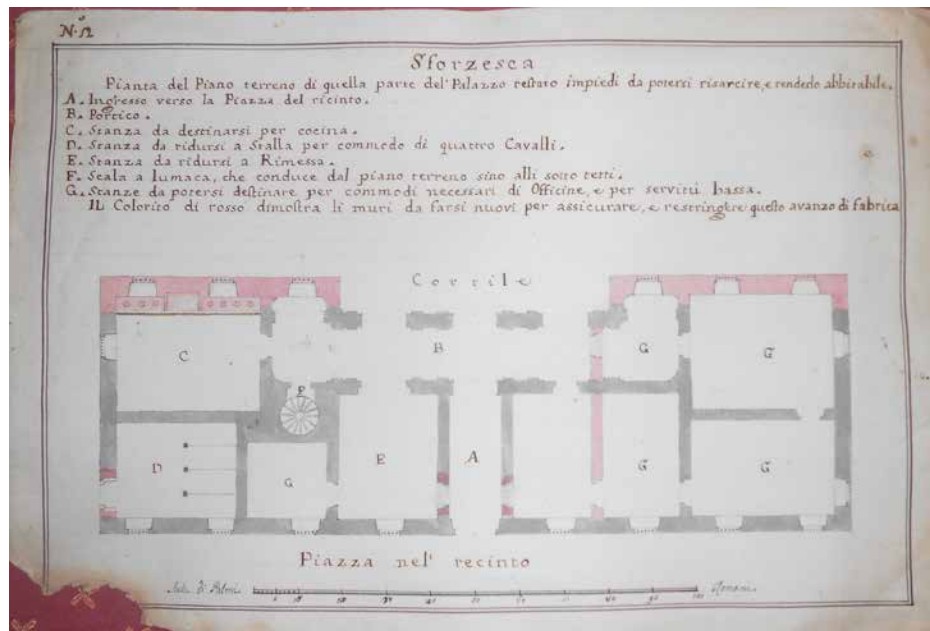 N.º 12
Sforzesca
Pianta del Piano terreno di quella parte del' Palazzo restato impiedi da potersi risarcire, e renderlo abbitabile.
A. Ingresso verso la Piazza del ricinto.
B. Portico.
C. Stanza da destinarsi per cocina.
D. Stanza da ridursi a Stalla per commodo di quattro Cavalli.
E. Stanza da ridursi a Rimessa.
F. Scala a lumaca, che conduce dal piano terreno sino alli sotto tetti.
G. Stanze da potersi destinare per commodi necessari di Officine, e per servitù bassa.
Il Colorito di rosso dimostra li muri da farsi nuovi per assicurare, e restringere questo avanzo di fabrica
Cortile
C
B
G
G
F
D
G
E
A
G
G
Piazza nel' recinto
Palmi
Romani